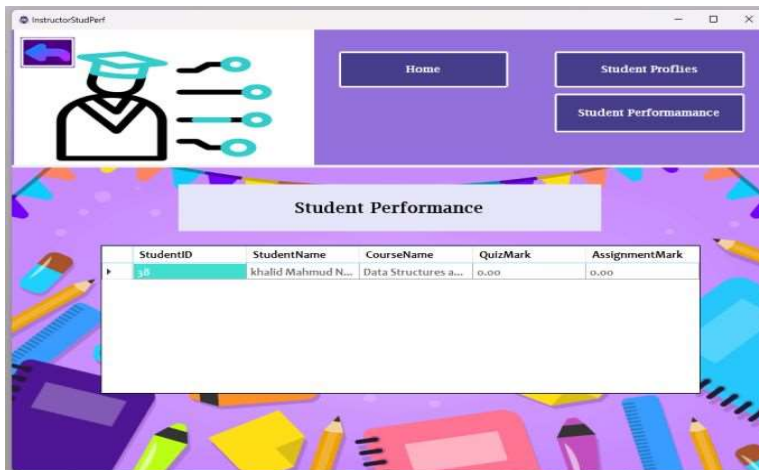 InstructorStudPerf
Home
Student Proflies
Student Performamance
Student Performance
StudentID StudentName CourseName QuizMark AssignmentMark
38 khalid Mahmud N... Data Structures a... 0.00 0.00